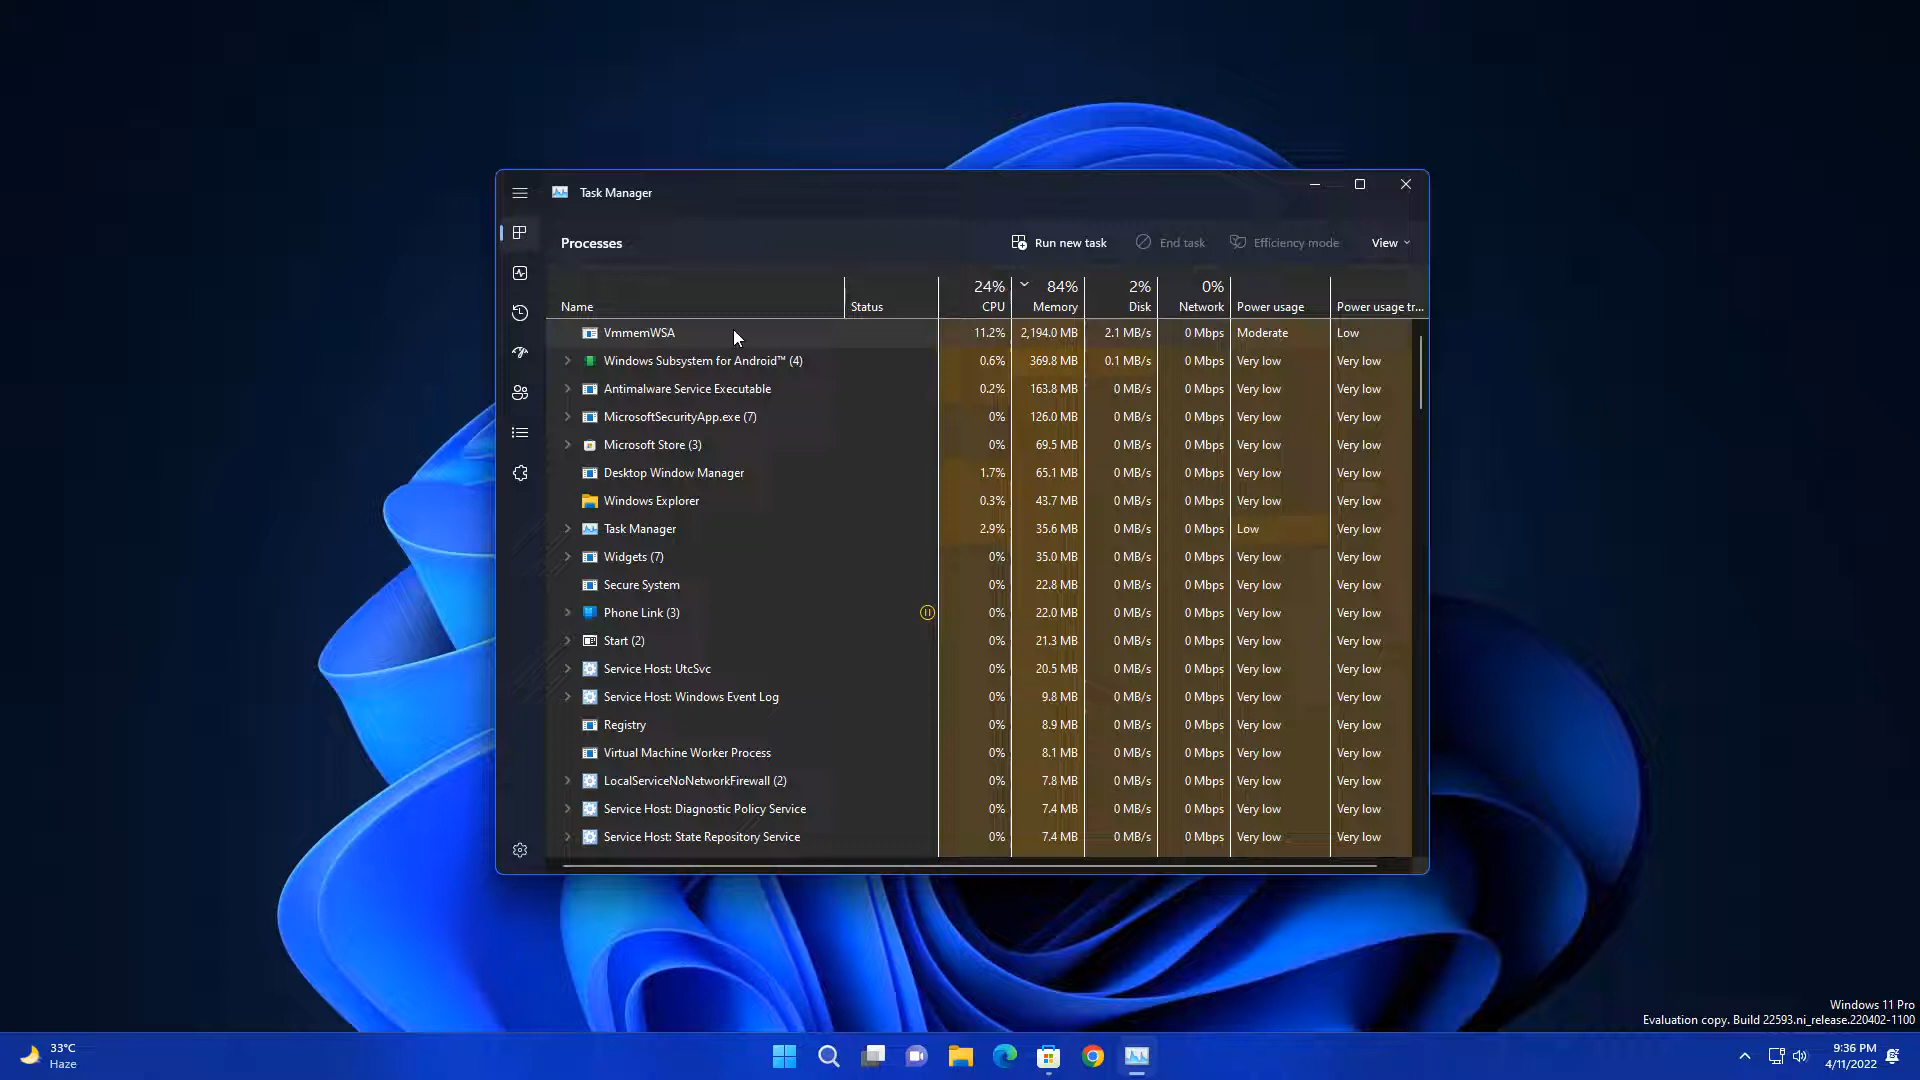 Task Manager
Processes
Run new task End task Efficiency mode View
24% 84% 2% 0%
Name Status CPU Memory Disk Network Power usage Power usage tr...
VmmemWSA 11.2% 2,194.0 MB 2.1 MB/s 0 Mbps Moderate Low
Windows Subsystem for Android™ (4) 0.6% 369.8 MB 0.1 MB/s 0 Mbps Very low Very low
Antimalware Service Executable 0.2% 163.8 MB 0 MB/s 0 Mbps Very low Very low
MicrosoftSecurityApp.exe (7) 0% 126.0 MB 0 MB/s 0 Mbps Very low Very low
Microsoft Store (3) 0% 69.5 MB 0 MB/s 0 Mbps Very low Very low
Desktop Window Manager 1.7% 65.1 MB 0 MB/s 0 Mbps Very low Very low
Windows Explorer 0.3% 43.7 MB 0 MB/s 0 Mbps Very low Very low
Task Manager 2.9% 35.6 MB 0 MB/s 0 Mbps Low Very low
Widgets (7) 0% 35.0 MB 0 MB/s 0 Mbps Very low Very low
Secure System 0% 22.8 MB 0 MB/s 0 Mbps Very low Very low
Phone Link (3) 0% 22.0 MB 0 MB/s 0 Mbps Very low Very low
Start (2) 0% 21.3 MB 0 MB/s 0 Mbps Very low Very low
Service Host: UtcSvc 0% 20.5 MB 0 MB/s 0 Mbps Very low Very low
Service Host: Windows Event Log 0% 9.8 MB 0 MB/s 0 Mbps Very low Very low
Registry 0% 8.9 MB 0 MB/s 0 Mbps Very low Very low
Virtual Machine Worker Process 0% 8.1 MB 0 MB/s 0 Mbps Very low Very low
LocalServiceNoNetworkFirewall (2) 0% 7.8 MB 0 MB/s 0 Mbps Very low Very low
Service Host: Diagnostic Policy Service 0% 7.4 MB 0 MB/s 0 Mbps Very low Very low
Service Host: State Repository Service 0% 7.4 MB 0 MB/s 0 Mbps Very low Very low
Windows 11 Pro
Evaluation copy. Build 22593.ni_release.220402-1100
33°C
Haze
9:36 PM
4/11/2022